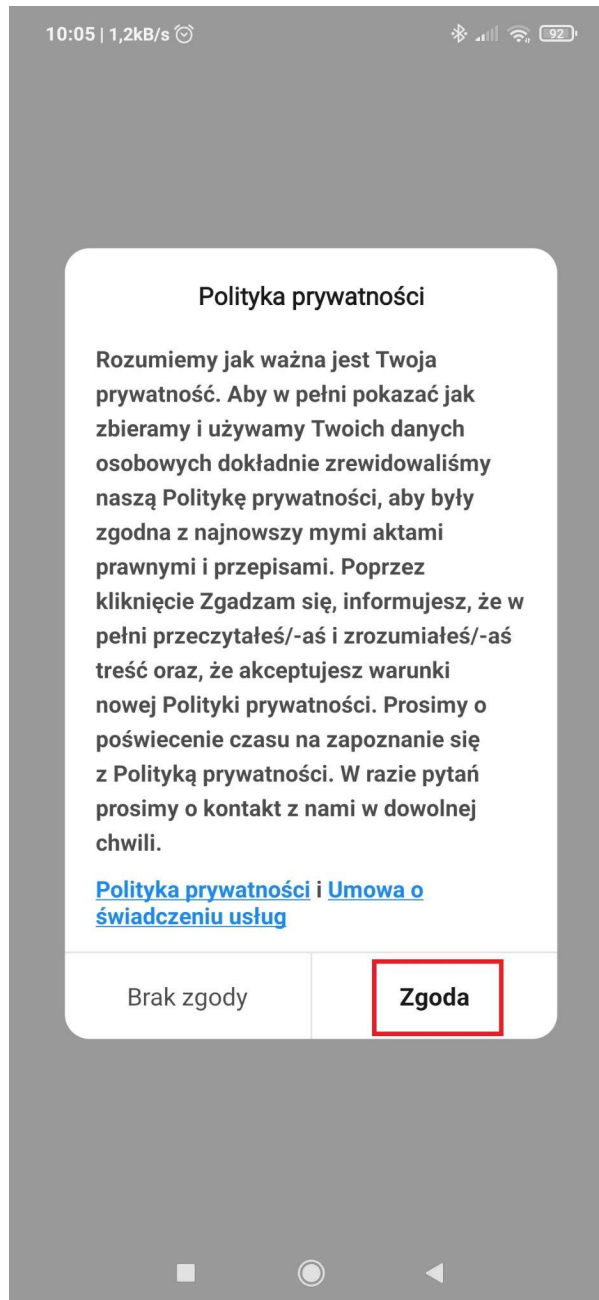 10:05 | 1,2kB/s
92
Polityka prywatności
Rozumiemy jak ważna jest Twoja
prywatność. Aby w pełni pokazać jak
zbieramy i używamy Twoich danych
osobowych dokładnie zrewidowaliśmy
naszą Politykę prywatności, aby były
zgodna z najnowszy mymi aktami
prawnymi i przepisami. Poprzez
kliknięcie Zgadzam się, informujesz, że w
pełni przeczytałeś/-aś i zrozumiałeś/-aś
treść oraz, że akceptujesz warunki
nowej Polityki prywatności. Prosimy o
poświecenie czasu na zapoznanie się
z Polityką prywatności. W razie pytań
prosimy o kontakt z nami w dowolnej
chwili.
Polityka prywatności i Umowa o
świadczeniu usług
Brak zgody
Zgoda